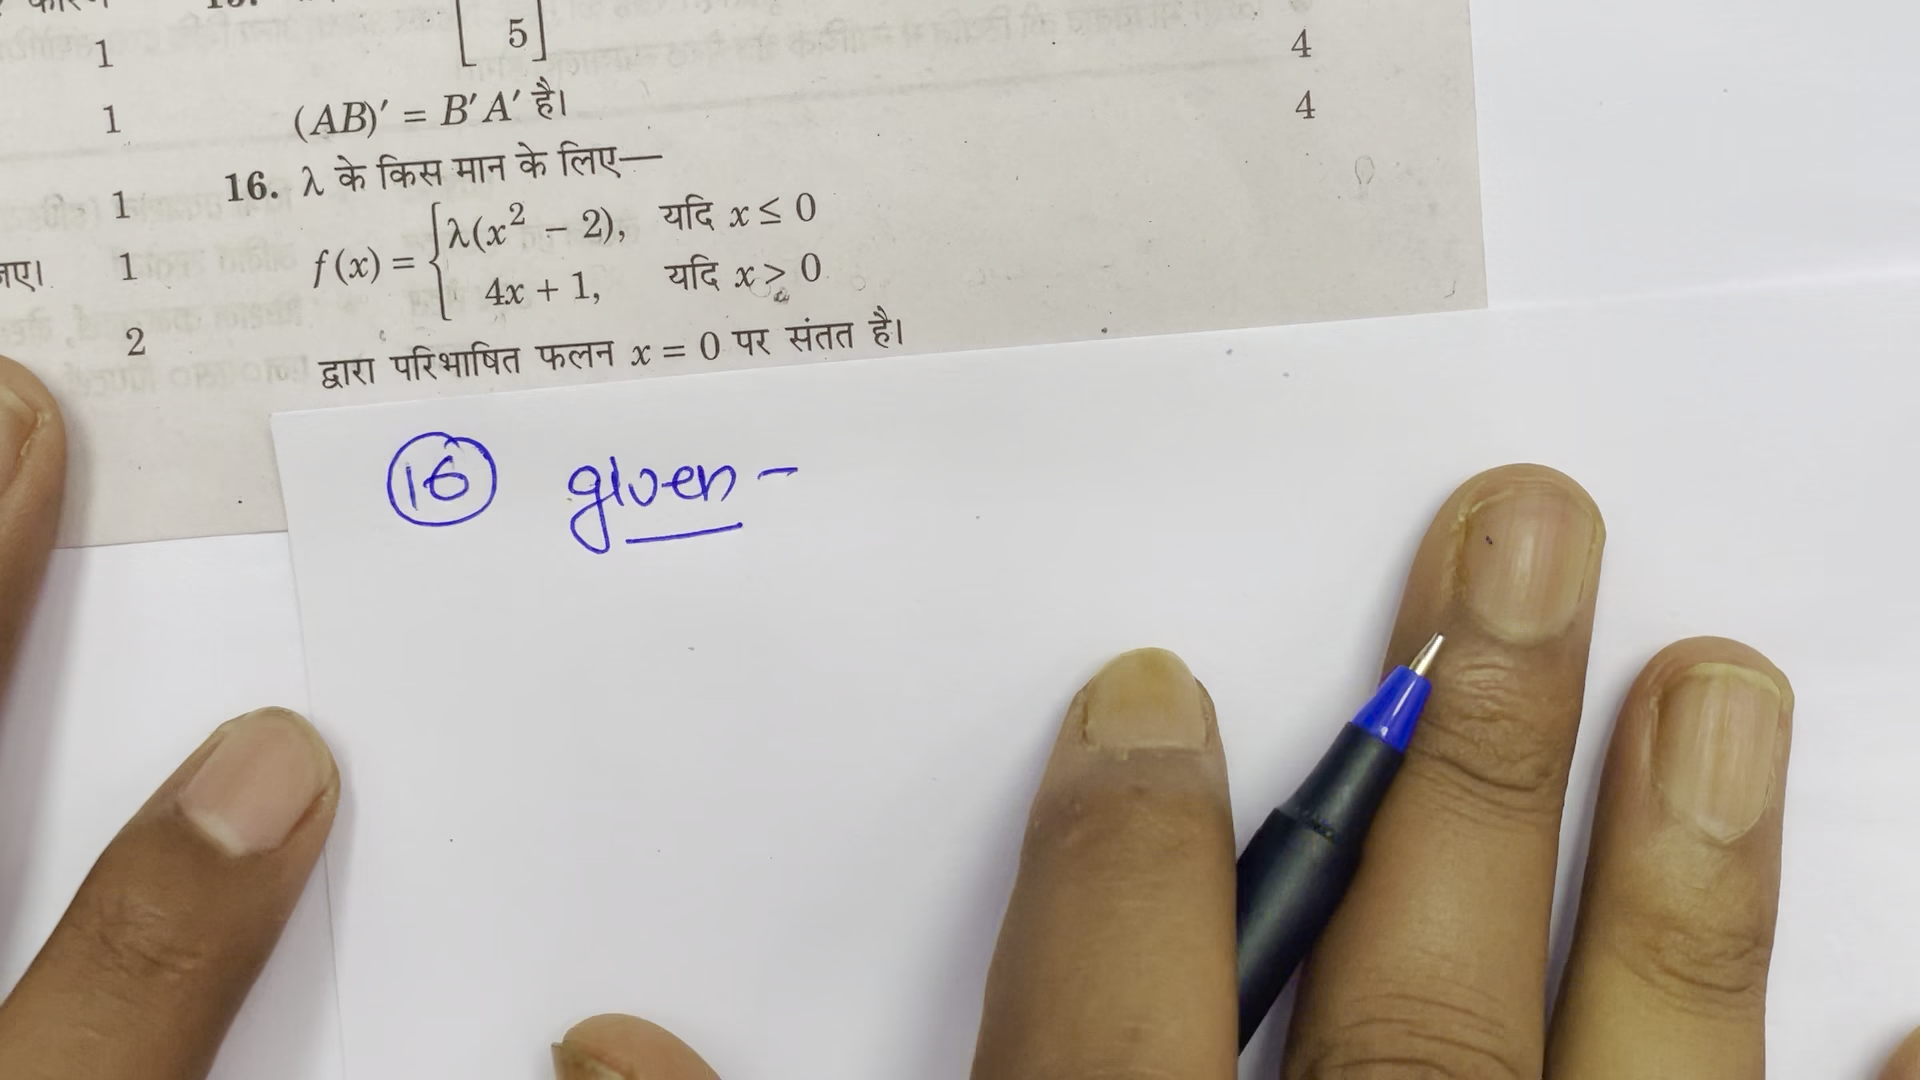 15.
1
[ 5 ]
4
1
(AB)′ = B′A′ है।
4
1
16. λ के किस मान के लिए—
f(x) = { λ(x² − 2), यदि x ≤ 0
1
4x + 1, यदि x > 0
2
द्वारा परिभाषित फलन x = 0 पर संतत है।
16 given -